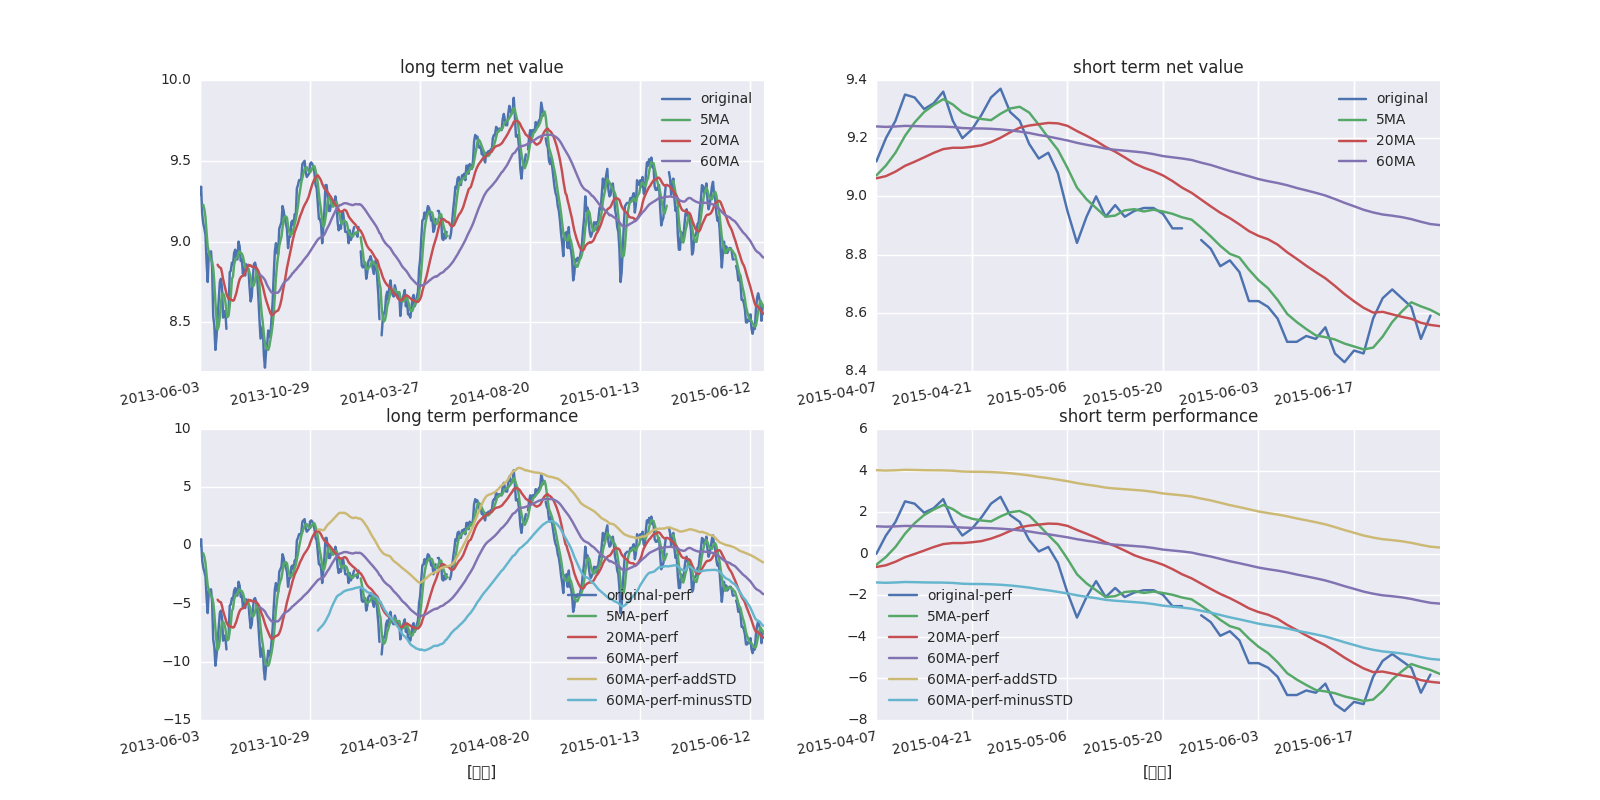 long term net value
10.0
9.5
9.0
8.5
original
5MA
20MA
60MA
2013-06-03
2013-10-29
2014-03-27
2014-08-20
2015-01-13
2015-06-12
short term net value
9.4
9.2
9.0
8.8
8.6
8.4
original
5MA
20MA
60MA
2015-04-07
2015-04-21
2015-05-06
2015-05-20
2015-06-03
2015-06-17
long term performance
10
5
0
−5
−10
−15
original-perf
5MA-perf
20MA-perf
60MA-perf
60MA-perf-addSTD
60MA-perf-minusSTD
2013-06-03
2013-10-29
2014-03-27
2014-08-20
2015-01-13
2015-06-12
short term performance
6
4
2
0
−2
−4
−6
−8
original-perf
5MA-perf
20MA-perf
60MA-perf
60MA-perf-addSTD
60MA-perf-minusSTD
2015-04-07
2015-04-21
2015-05-06
2015-05-20
2015-06-03
2015-06-17